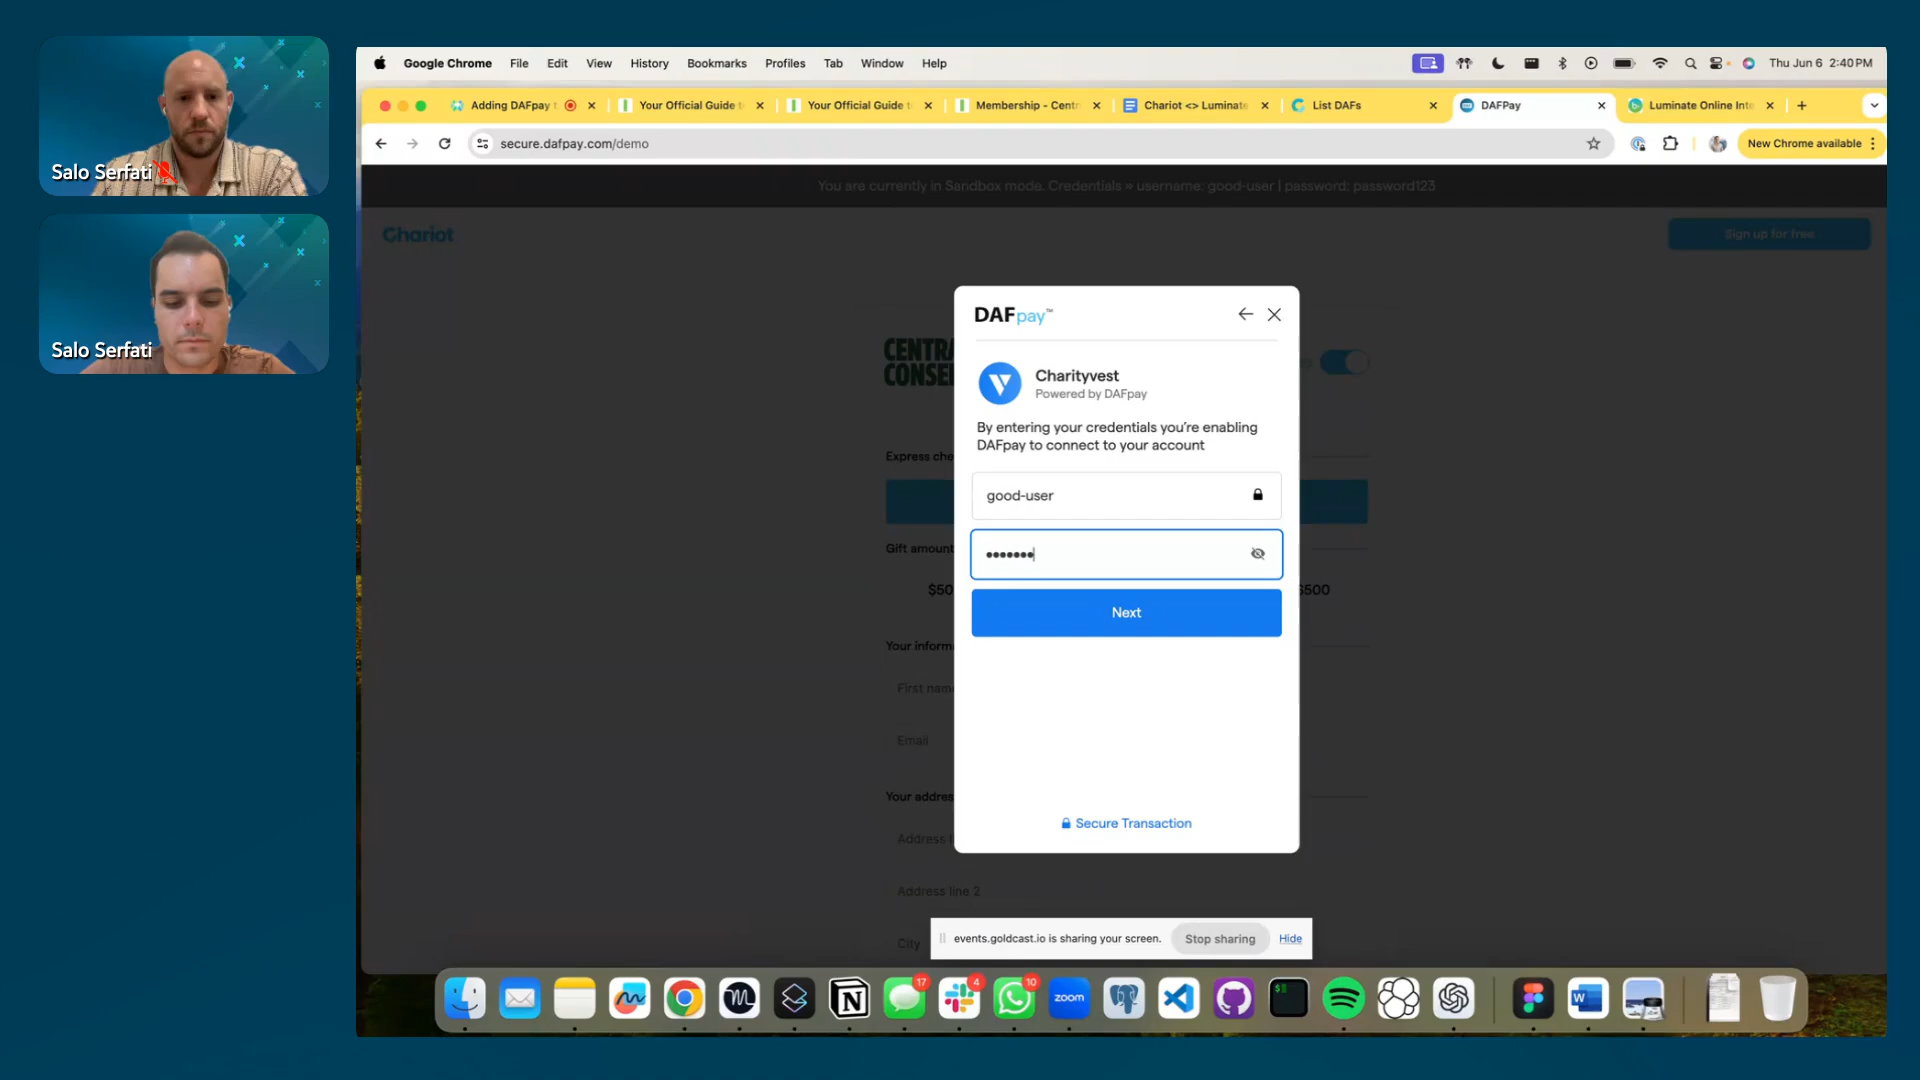 Salo Serfati
Salo Serfati
Google Chrome File Edit View History Bookmarks Profiles Tab Window Help
Thu Jun 6 2:40 PM
Adding DAFpay t
Your Official Guide t
Your Official Guide t
Membership - Centr
Chariot <> Luminate
List DAFs
DAFPay
Luminate Online Inte
secure.dafpay.com/demo
New Chrome available
You are currently in Sandbox mode. Credentials » username: good-user | password: password123
Chariot
Sign up for free
DAFpay™
CENTRA
CONSE
Charityvest
Powered by DAFpay
By entering your credentials you're enabling
DAFpay to connect to your account
Express che
good-user
•••••••
Gift amount
$50
$500
Next
Your inform
First name
Email
Your addres
Address l
Secure Transaction
Address line 2
City
events.goldcast.io is sharing your screen.
Stop sharing
Hide
17
4
10
zoom
$
W